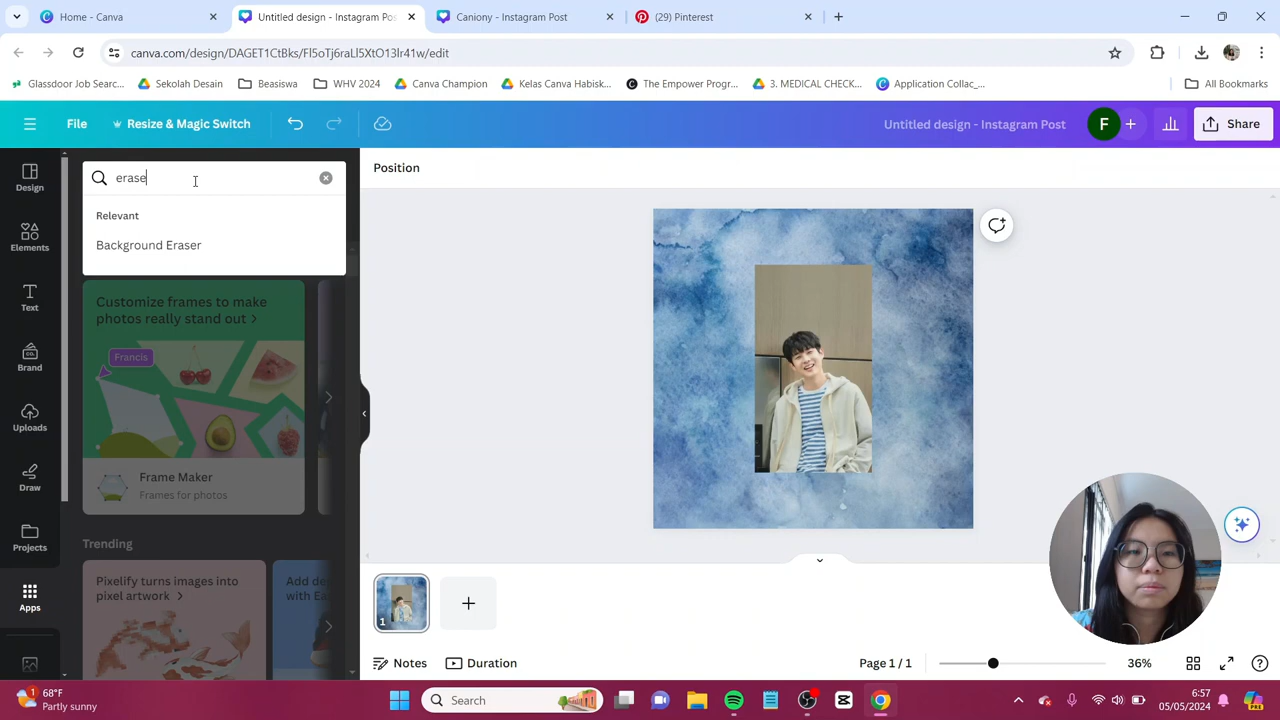 Home - Canva
Untitled design - Instagram Pos
Caniony - Instagram Post
(29) Pinterest
canva.com/design/DAGET1CtBks/Fl5oTj6raLl5XtO13Ir41w/edit
Glassdoor Job Searc...
Sekolah Desain
Beasiswa
WHV 2024
Canva Champion
Kelas Canva Habisk...
The Empower Progr...
3. MEDICAL CHECK...
Application Collac_...
All Bookmarks
File
Resize & Magic Switch
Untitled design - Instagram Post
F
Share
Design
Elements
Text
Brand
Uploads
Draw
Projects
Apps
erase
Relevant
Background Eraser
Customize frames to make
photos really stand out >
Francis
Frame Maker
Frames for photos
Trending
Pixelify turns images into
pixel artwork >
Add de
with Ea
Position
1
Notes
Duration
Page 1 / 1
36%
1
68°F
Partly sunny
Search
6:57
05/05/2024